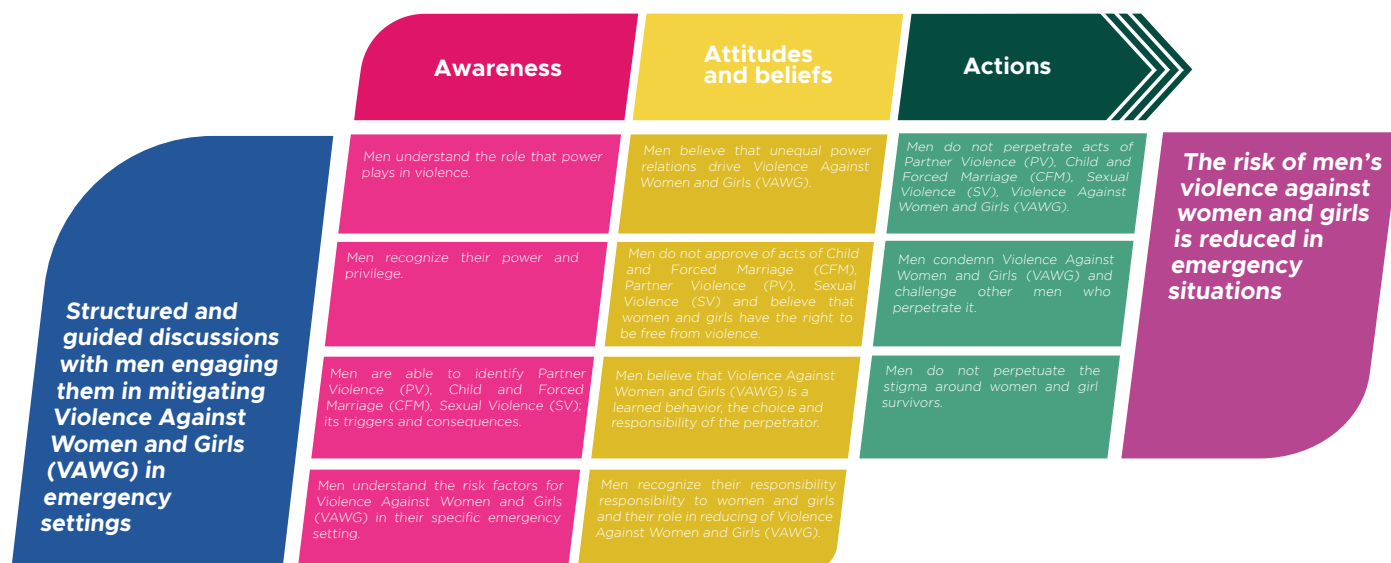 Awareness
Attitudes
and beliefs
Actions
Structured and
guided discussions
with men engaging
them in mitigating
Violence Against
Women and Girls
(VAWG) in
emergency
settings
Men understand the role that power
plays in violence.
Men recognize their power and
privilege.
Men are able to identify Partner
Violence (PV), Child and Forced
Marriage (CFM), Sexual Violence (SV);
its triggers and consequences.
Men understand the risk factors for
Violence Against Women and Girls
(VAWG) in their specific emergency
setting.
Men believe that unequal power
relations drive Violence Against
Women and Girls (VAWG).
Men do not approve of acts of Child
and Forced Marriage (CFM),
Partner Violence (PV), Sexual
Violence (SV) and believe that
women and girls have the right to
be free from violence.
Men believe that Violence Against
Women and Girls (VAWG) is a
learned behavior, the choice and
responsibility of the perpetrator.
Men recognize their responsibility
responsibility to women and girls
and their role in reducing of Violence
Against Women and Girls (VAWG).
Men do not perpetrate acts of
Partner Violence (PV), Child and
Forced Marriage (CFM), Sexual
Violence (SV), Violence Against
Women and Girls (VAWG).
Men condemn Violence Against
Women and Girls (VAWG) and
challenge other men who
perpetrate it.
Men do not perpetuate the
stigma around women and girl
survivors.
The risk of men's
violence against
women and girls
is reduced in
emergency
situations